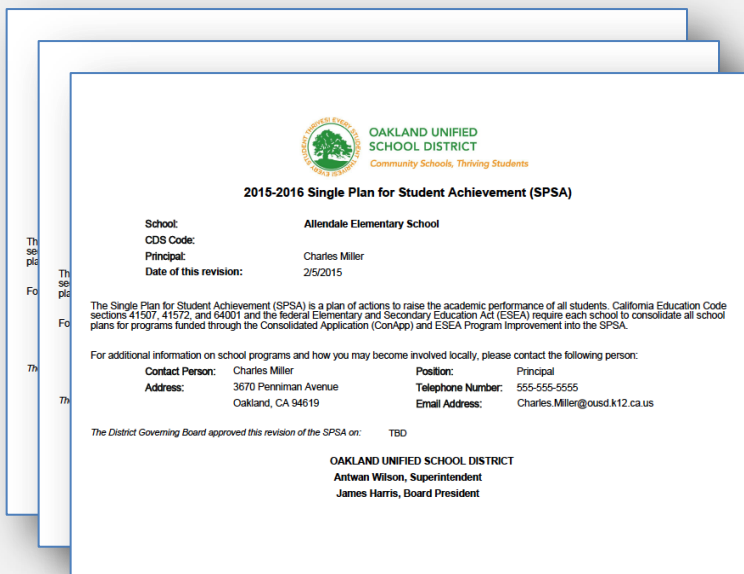 EVERY STUDENT THRIVES! EVERY STUDENT THRIVES!
OAKLAND UNIFIED
SCHOOL DISTRICT
Community Schools, Thriving Students
2015-2016 Single Plan for Student Achievement (SPSA)
School: Allendale Elementary School
CDS Code:
Principal: Charles Miller
Date of this revision: 2/5/2015
The Single Plan for Student Achievement (SPSA) is a plan of actions to raise the academic performance of all students. California Education Code
sections 41507, 41572, and 64001 and the federal Elementary and Secondary Education Act (ESEA) require each school to consolidate all school
plans for programs funded through the Consolidated Application (ConApp) and ESEA Program Improvement into the SPSA.
For additional information on school programs and how you may become involved locally, please contact the following person:
Contact Person: Charles Miller Position: Principal
Address: 3670 Penniman Avenue Telephone Number: 555-555-5555
Oakland, CA 94619 Email Address: Charles.Miller@ousd.k12.ca.us
The District Governing Board approved this revision of the SPSA on: TBD
OAKLAND UNIFIED SCHOOL DISTRICT
Antwan Wilson, Superintendent
James Harris, Board President